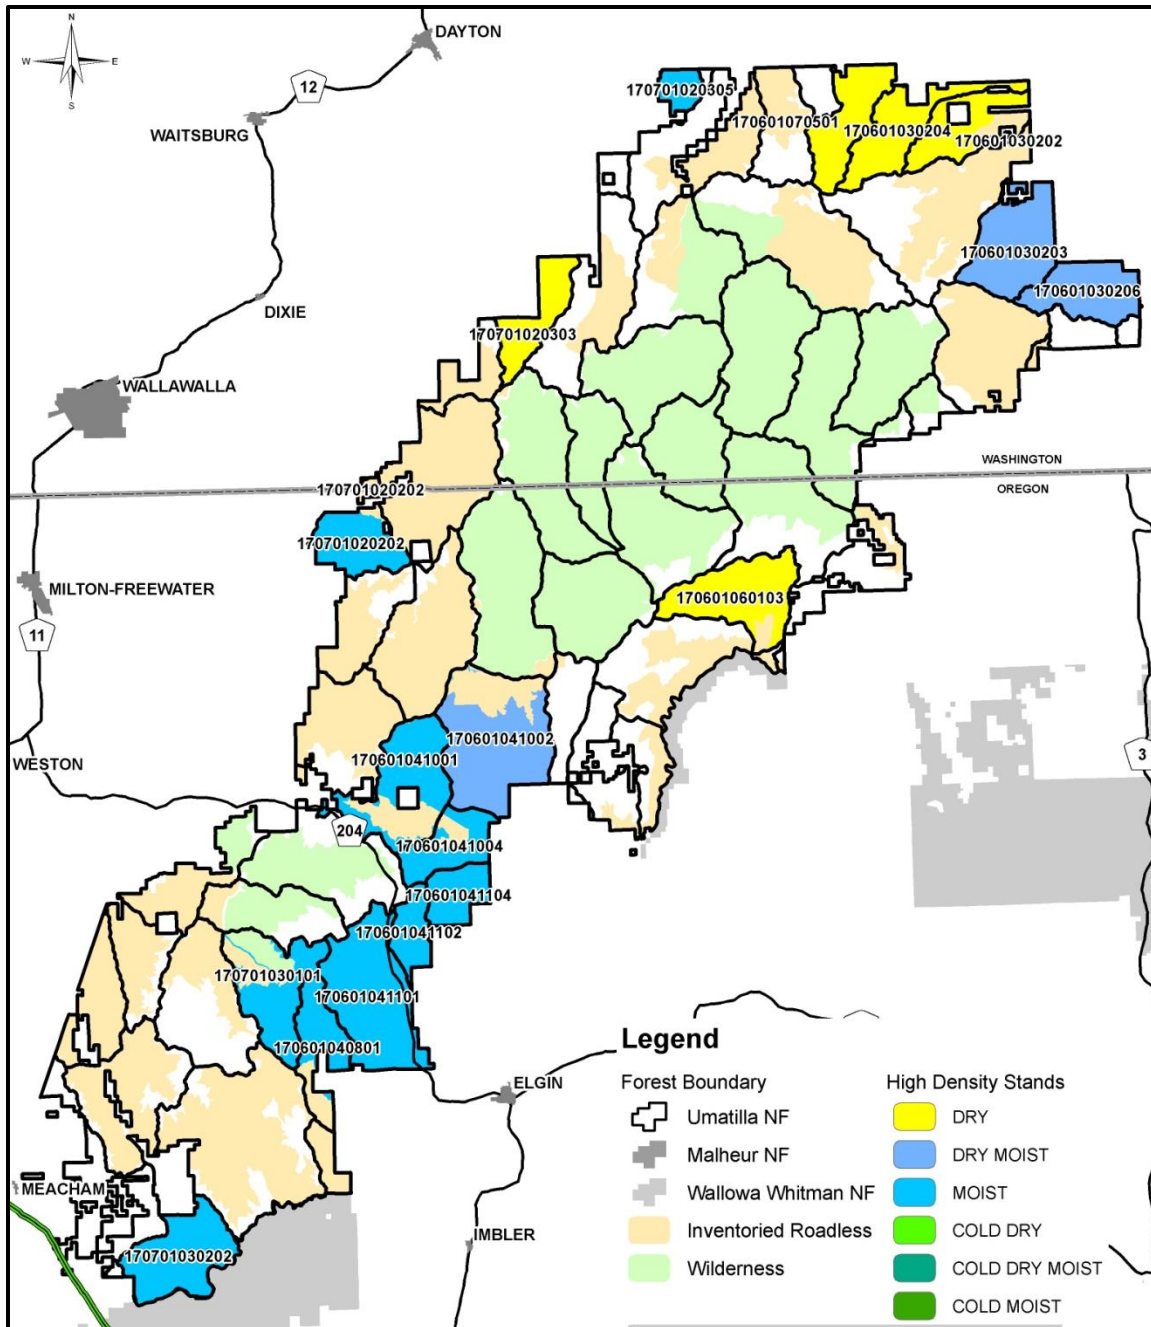 N
W
E
S
DAYTON
12
WAITSBURG
170701020305
170601070501
170601030204
170601030202
170601030203
170601030206
DIXIE
170701020303
WALLAWALLA
WASHINGTON
OREGON
170701020202
170701020202
MILTON-FREEWATER
11
170601060103
WESTON
170601041002
170601041001
3
204
170601041004
170601041104
170601041102
170701030101
170601041101
170601040801
ELGIN
MEACHAM
IMBLER
170701030202
Legend
Forest Boundary
Umatilla NF
Malheur NF
Wallowa Whitman NF
Inventoried Roadless
Wilderness
High Density Stands
DRY
DRY MOIST
MOIST
COLD DRY
COLD DRY MOIST
COLD MOIST